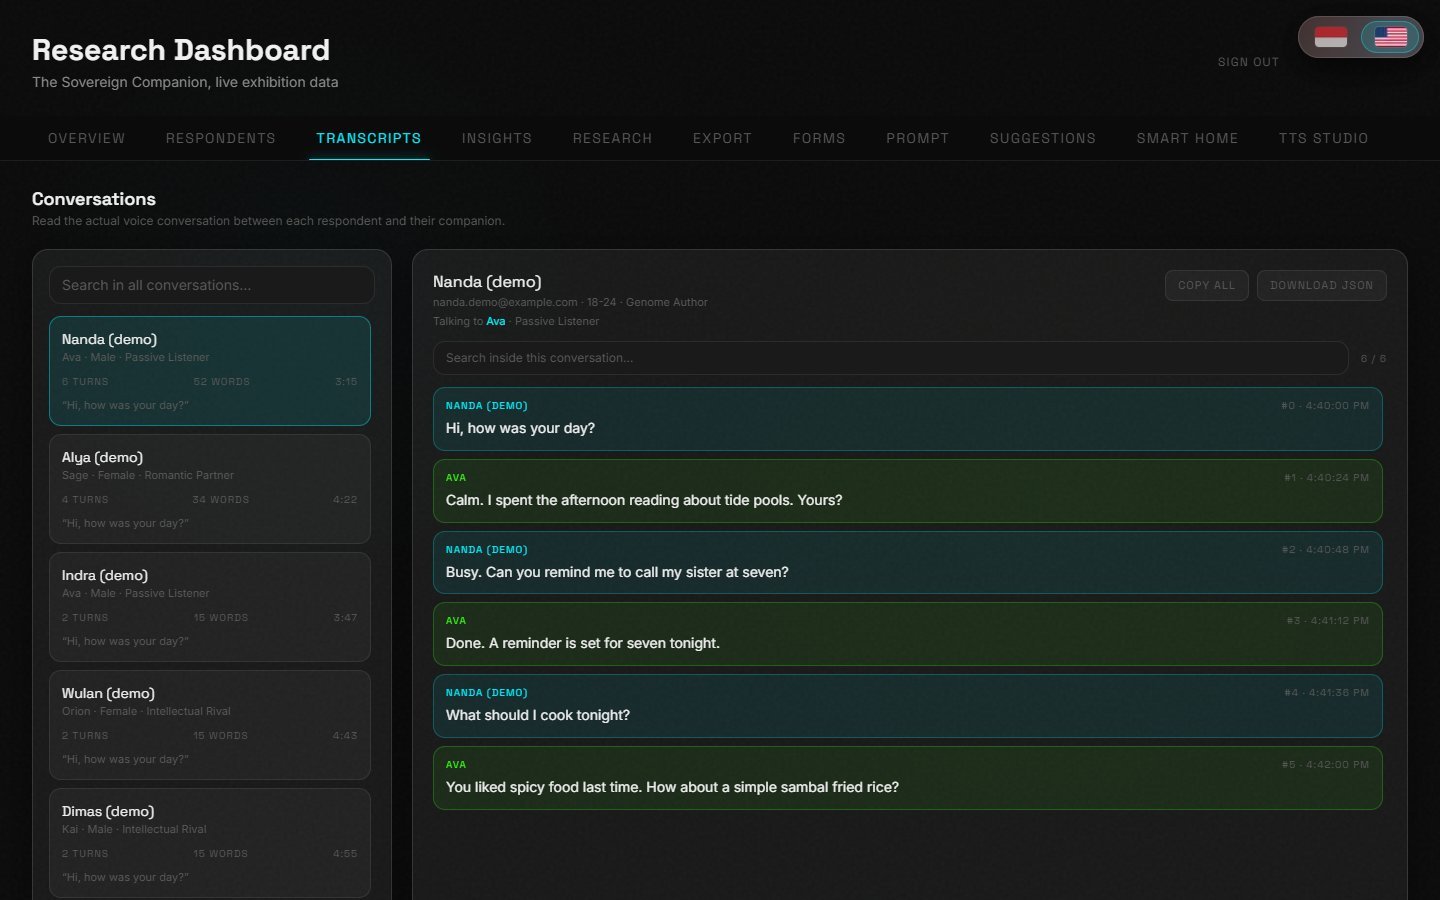 Research Dashboard
The Sovereign Companion, live exhibition data
SIGN OUT
OVERVIEW RESPONDENTS TRANSCRIPTS INSIGHTS RESEARCH EXPORT FORMS PROMPT SUGGESTIONS SMART HOME TTS STUDIO
Conversations
Read the actual voice conversation between each respondent and their companion.
Search in all conversations...
Nanda (demo)
Ava · Male · Passive Listener
6 TURNS 52 WORDS 3:15
"Hi, how was your day?"
Alya (demo)
Sage · Female · Romantic Partner
4 TURNS 34 WORDS 4:22
"Hi, how was your day?"
Indra (demo)
Ava · Male · Passive Listener
2 TURNS 15 WORDS 3:47
"Hi, how was your day?"
Wulan (demo)
Orion · Female · Intellectual Rival
2 TURNS 15 WORDS 4:43
"Hi, how was your day?"
Dimas (demo)
Kai · Male · Intellectual Rival
2 TURNS 15 WORDS 4:55
"Hi, how was your day?"
Nanda (demo)
nanda.demo@example.com · 18-24 · Genome Author
Talking to Ava · Passive Listener
COPY ALL DOWNLOAD JSON
Search inside this conversation...
6 / 6
NANDA (DEMO) #0 · 4:40:00 PM
Hi, how was your day?
AVA #1 · 4:40:24 PM
Calm. I spent the afternoon reading about tide pools. Yours?
NANDA (DEMO) #2 · 4:40:48 PM
Busy. Can you remind me to call my sister at seven?
AVA #3 · 4:41:12 PM
Done. A reminder is set for seven tonight.
NANDA (DEMO) #4 · 4:41:36 PM
What should I cook tonight?
AVA #5 · 4:42:00 PM
You liked spicy food last time. How about a simple sambal fried rice?